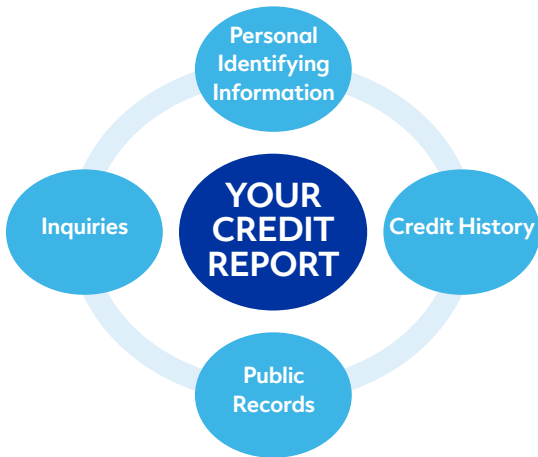 Personal
Identifying
Information
Inquiries
YOUR
CREDIT
REPORT
Credit History
Public
Records